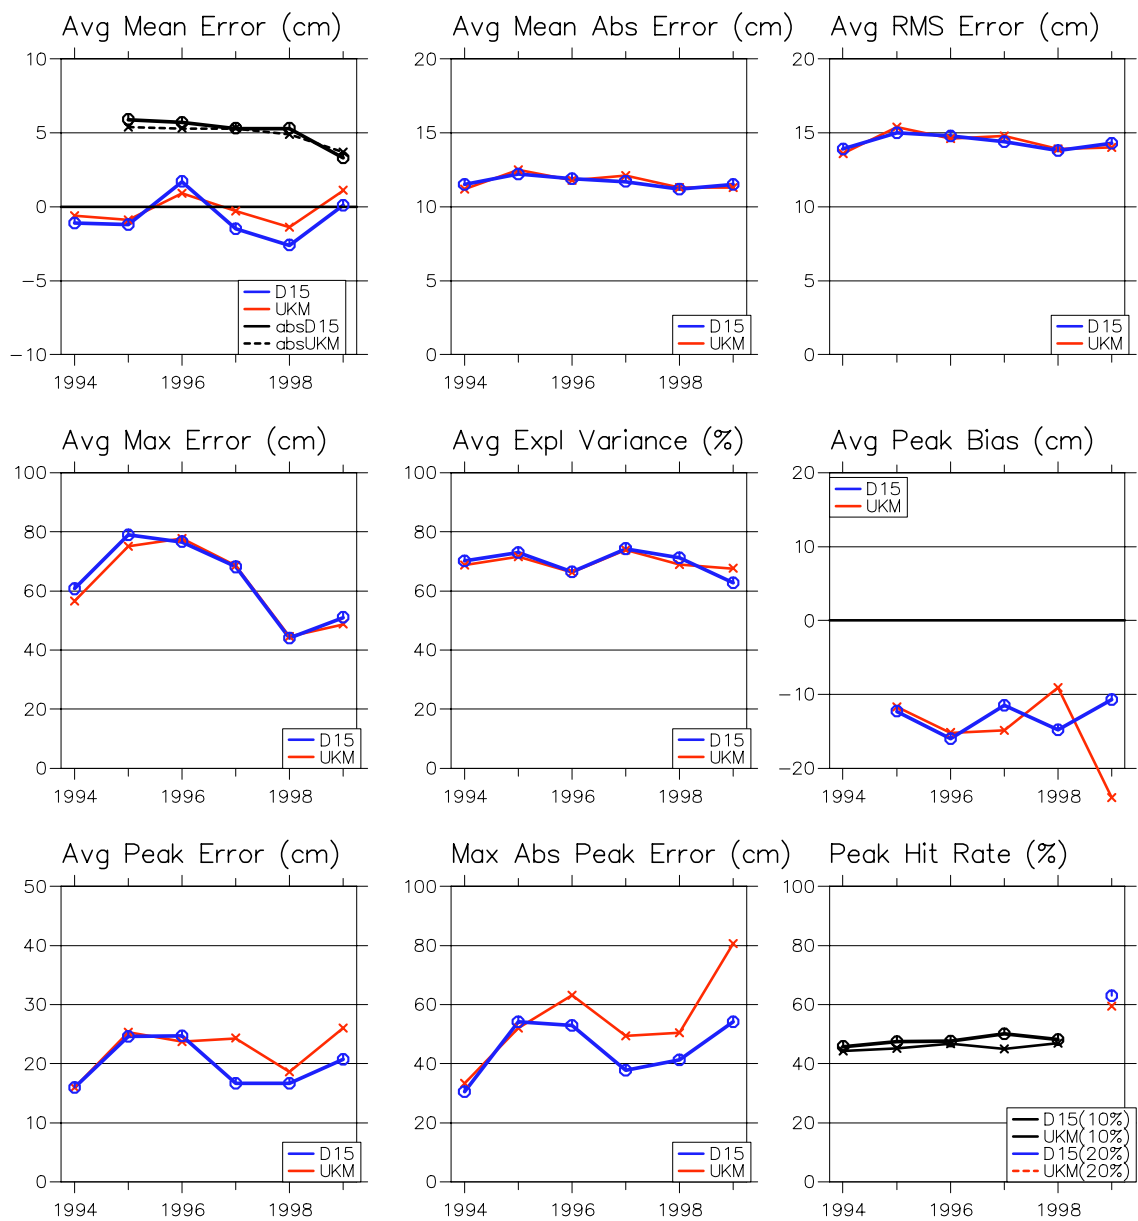 Avg Mean Error (cm)
10
5
0
−5
−10
D15
UKM
absD15
absUKM
1994
1996
1998
Avg Mean Abs Error (cm)
20
15
10
5
0
D15
UKM
1994
1996
1998
Avg RMS Error (cm)
20
15
10
5
0
D15
UKM
1994
1996
1998
Avg Max Error (cm)
100
80
60
40
20
0
D15
UKM
1994
1996
1998
Avg Expl Variance (%)
100
80
60
40
20
0
D15
UKM
1994
1996
1998
Avg Peak Bias (cm)
20
D15
UKM
10
0
−10
−20
1994
1996
1998
Avg Peak Error (cm)
50
40
30
20
10
0
D15
UKM
1994
1996
1998
Max Abs Peak Error (cm)
100
80
60
40
20
0
D15
UKM
1994
1996
1998
Peak Hit Rate (%)
100
80
60
40
20
0
D15(10%)
UKM(10%)
D15(20%)
UKM(20%)
1994
1996
1998